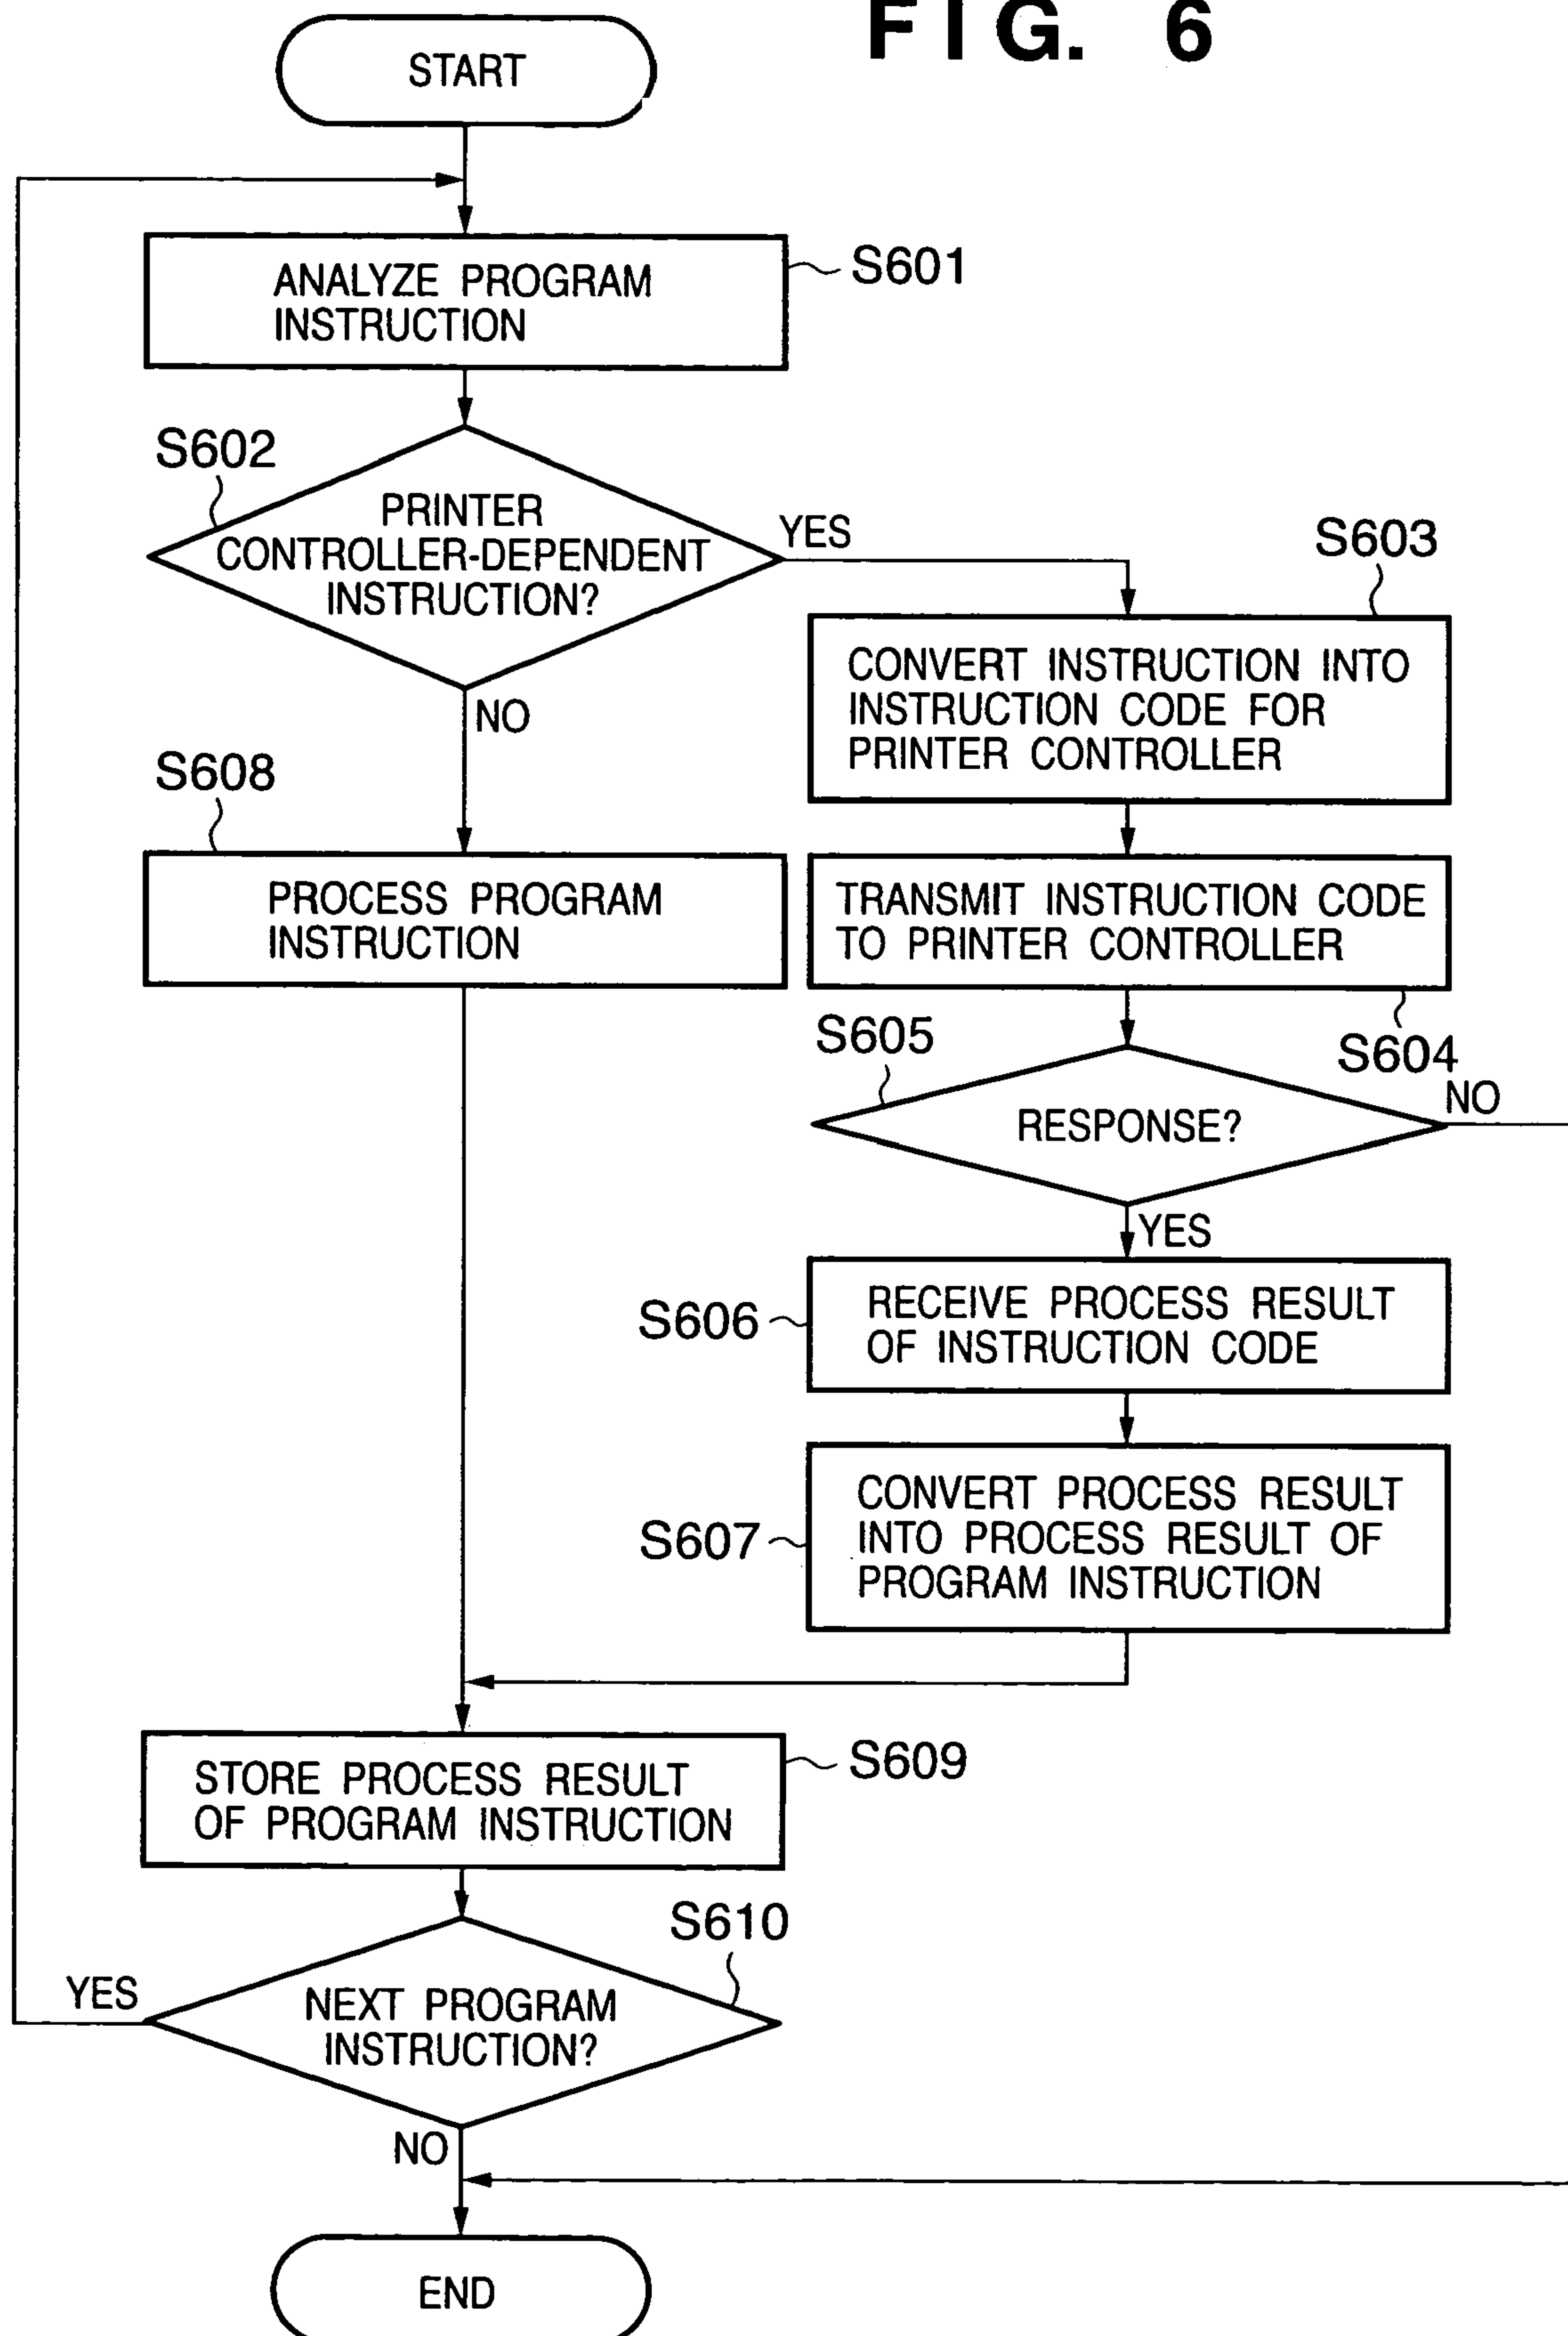 FIG. 6
START
S601
ANALYZE PROGRAM
INSTRUCTION
S602
PRINTER
CONTROLLER-DEPENDENT
INSTRUCTION?
YES
NO
S603
CONVERT INSTRUCTION INTO
INSTRUCTION CODE FOR
PRINTER CONTROLLER
S608
PROCESS PROGRAM
INSTRUCTION
TRANSMIT INSTRUCTION CODE
TO PRINTER CONTROLLER
S604
S605
RESPONSE?
NO
YES
S606
RECEIVE PROCESS RESULT
OF INSTRUCTION CODE
S607
CONVERT PROCESS RESULT
INTO PROCESS RESULT OF
PROGRAM INSTRUCTION
S609
STORE PROCESS RESULT
OF PROGRAM INSTRUCTION
S610
YES
NEXT PROGRAM
INSTRUCTION?
NO
END